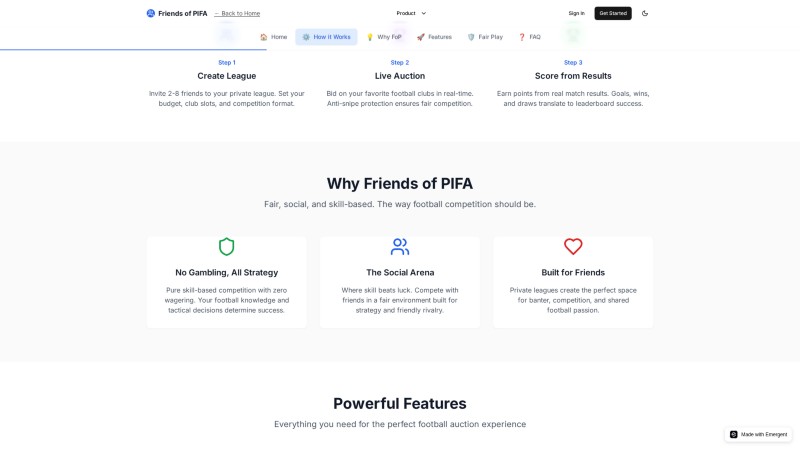 Friends of PIFA
← Back to Home
Product
Sign In
Get Started
Home
How It Works
Why FoP
Features
Fair Play
FAQ
Step 1
Create League
Invite 2-8 friends to your private league. Set your
budget, club slots, and competition format.
Step 2
Live Auction
Bid on your favorite football clubs in real-time.
Anti-snipe protection ensures fair competition.
Step 3
Score from Results
Earn points from real match results. Goals, wins,
and draws translate to leaderboard success.
Why Friends of PIFA
Fair, social, and skill-based. The way football competition should be.
No Gambling, All Strategy
Pure skill-based competition with zero
wagering. Your football knowledge and
tactical decisions determine success.
The Social Arena
Where skill beats luck. Compete with
friends in a fair environment built for
strategy and friendly rivalry.
Built for Friends
Private leagues create the perfect space
for banter, competition, and shared
football passion.
Powerful Features
Everything you need for the perfect football auction experience
Made with Emergent